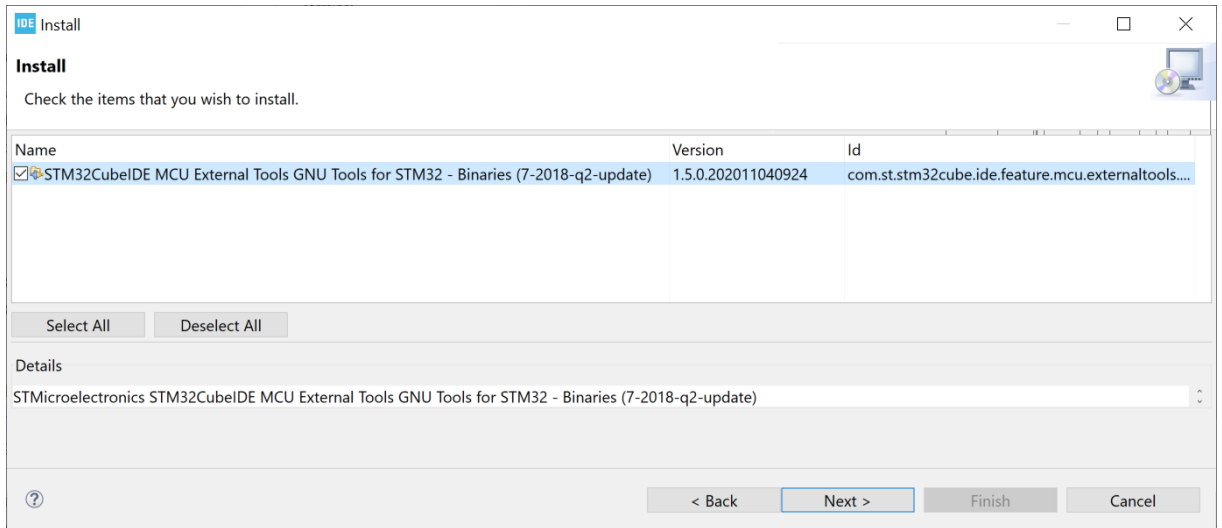 IDE Install
Install
Check the items that you wish to install.
Name Version Id
STM32CubeIDE MCU External Tools GNU Tools for STM32 - Binaries (7-2018-q2-update) 1.5.0.202011040924 com.st.stm32cube.ide.feature.mcu.externaltools....
Select All Deselect All
Details
STMicroelectronics STM32CubeIDE MCU External Tools GNU Tools for STM32 - Binaries (7-2018-q2-update)
? < Back Next > Finish Cancel